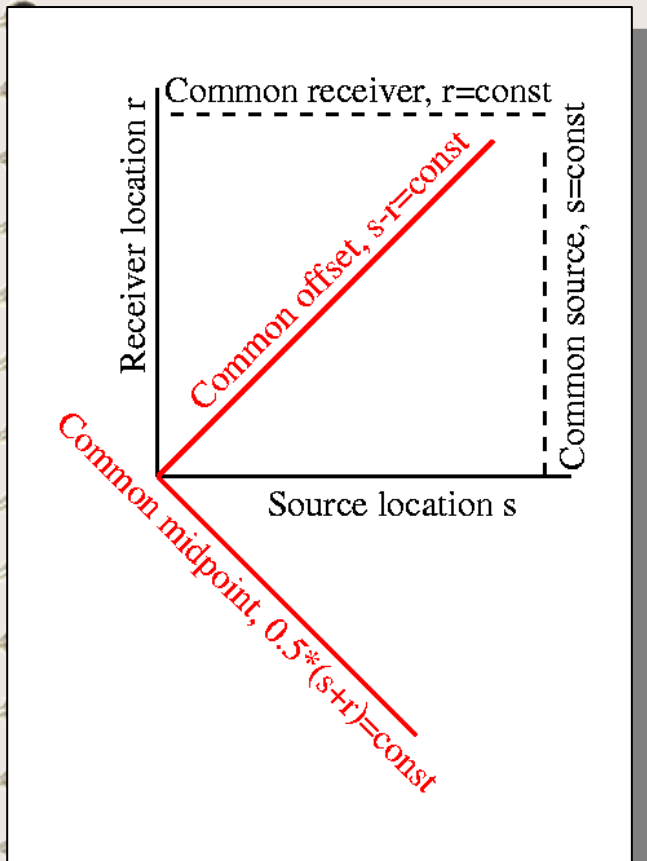 Common receiver, r=const
Receiver location r
Common offset, s-r=const
Common source, s=const
Source location s
Common midpoint, 0.5*(s+r)=const